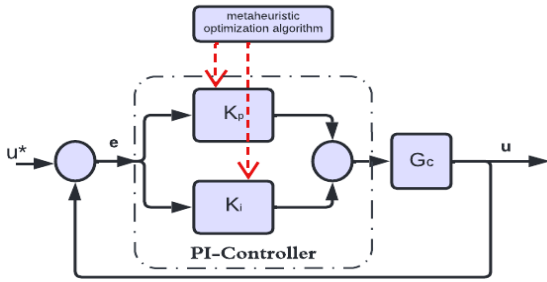 metaheuristic
optimization algorithm
Kp
u*
e
Gc
u
Ki
PI-Controller